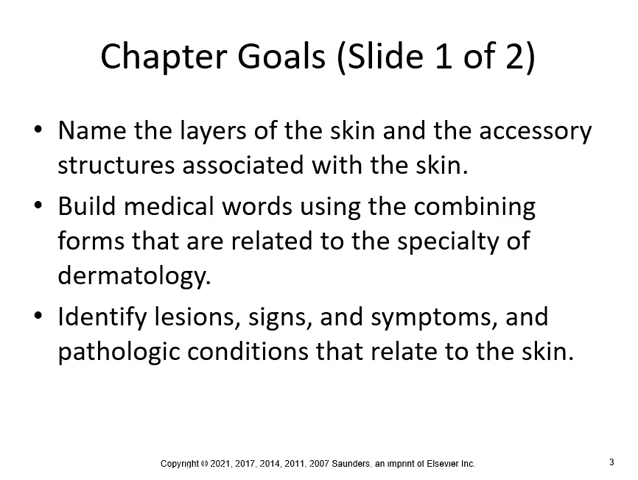 Chapter Goals (Slide 1 of 2)
• Name the layers of the skin and the accessory
structures associated with the skin.
• Build medical words using the combining
forms that are related to the specialty of
dermatology.
• Identify lesions, signs, and symptoms, and
pathologic conditions that relate to the skin.
Copyright © 2021, 2017, 2014, 2011, 2007 Saunders, an imprint of Elsevier Inc.
3